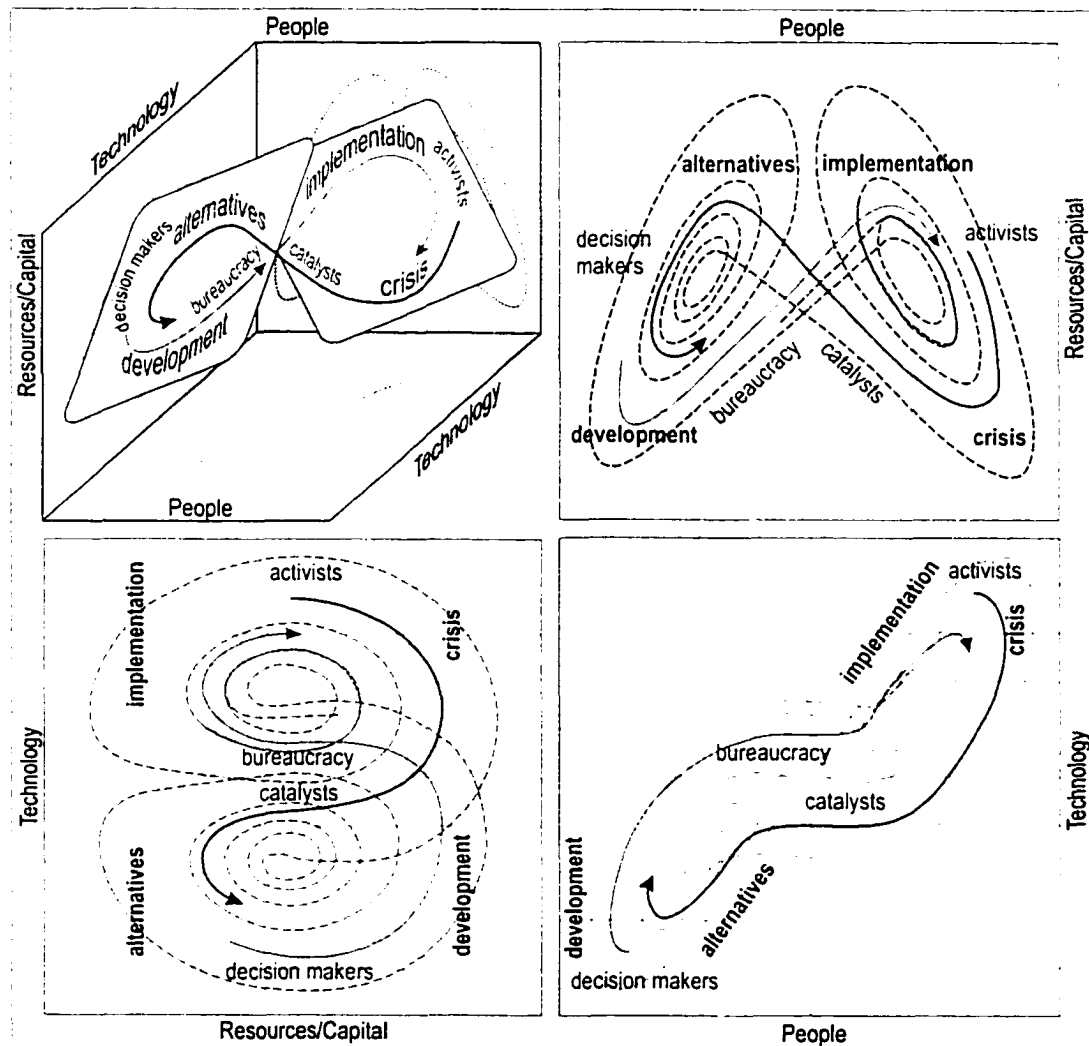 People
Technology
implementation
activists
alternatives
decision makers
catalysts
bureaucracy
crisis
development
Resources/Capital
Technology
People
People
alternatives
implementation
decision
makers
activists
Resources/Capital
bureaucracy
catalysts
development
crisis
activists
implementation
crisis
Technology
bureaucracy
catalysts
alternatives
development
decision makers
Resources/Capital
activists
implementation
crisis
bureaucracy
Technology
catalysts
development
alternatives
decision makers
People